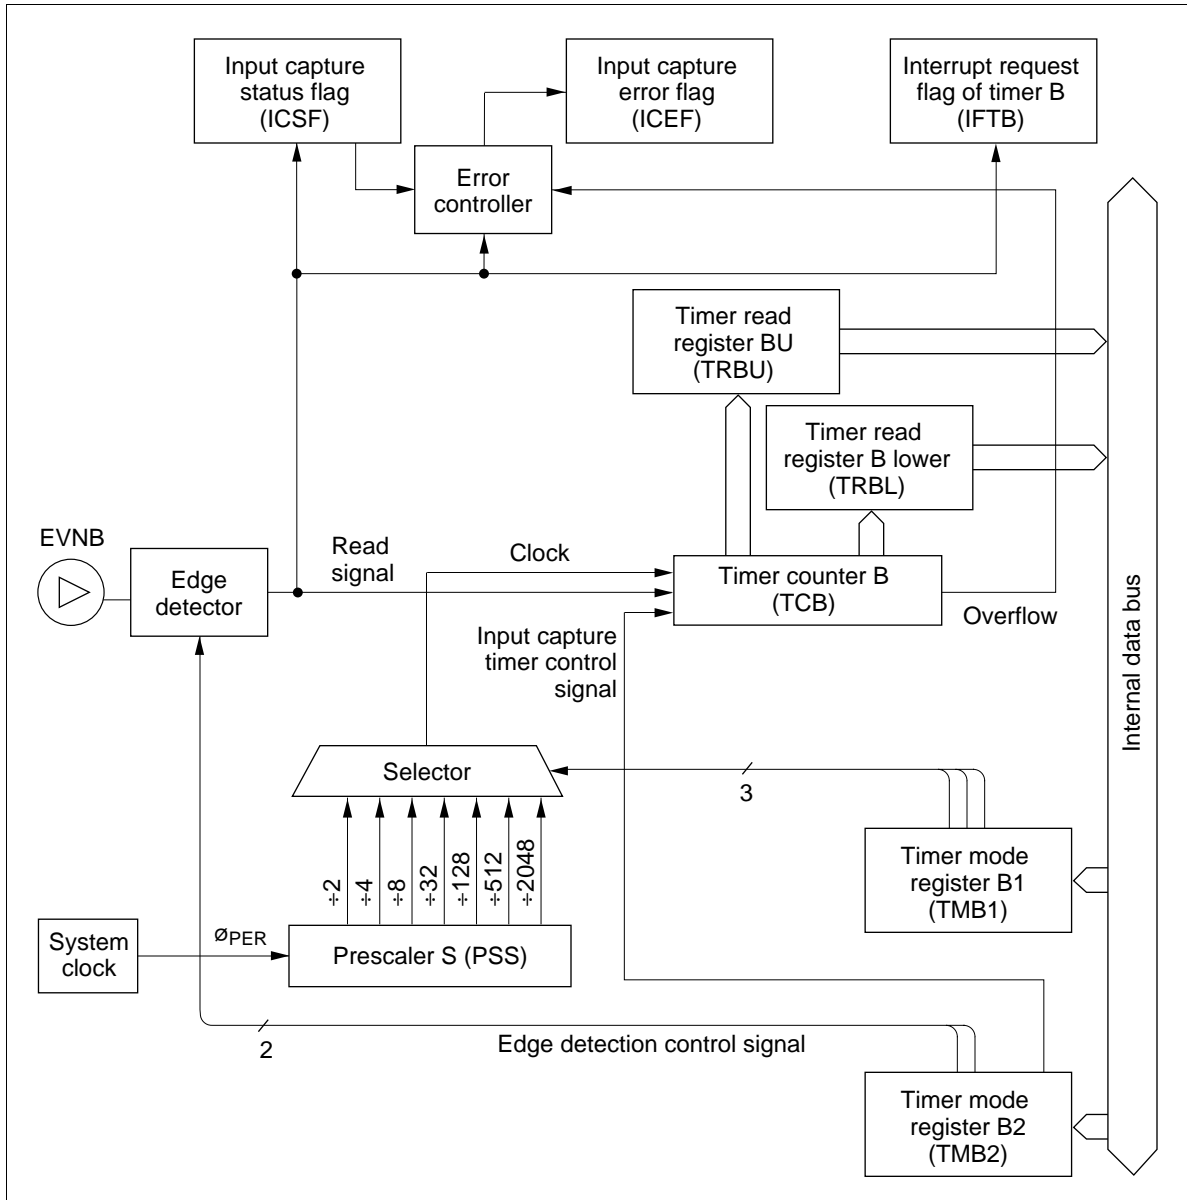 Input capture
status flag
(ICSF)
Input capture
error flag
(ICEF)
Interrupt request
flag of timer B
(IFTB)
Error
controller
Timer read
register BU
(TRBU)
Timer read
register B lower
(TRBL)
EVNB
Edge
detector
Read
signal
Clock
Timer counter B
(TCB)
Overflow
Input capture
timer control
signal
Internal data bus
Selector
3
÷2
÷4
÷8
÷32
÷128
÷512
÷2048
Timer mode
register B1
(TMB1)
System
clock
øPER
Prescaler S (PSS)
2
Edge detection control signal
Timer mode
register B2
(TMB2)